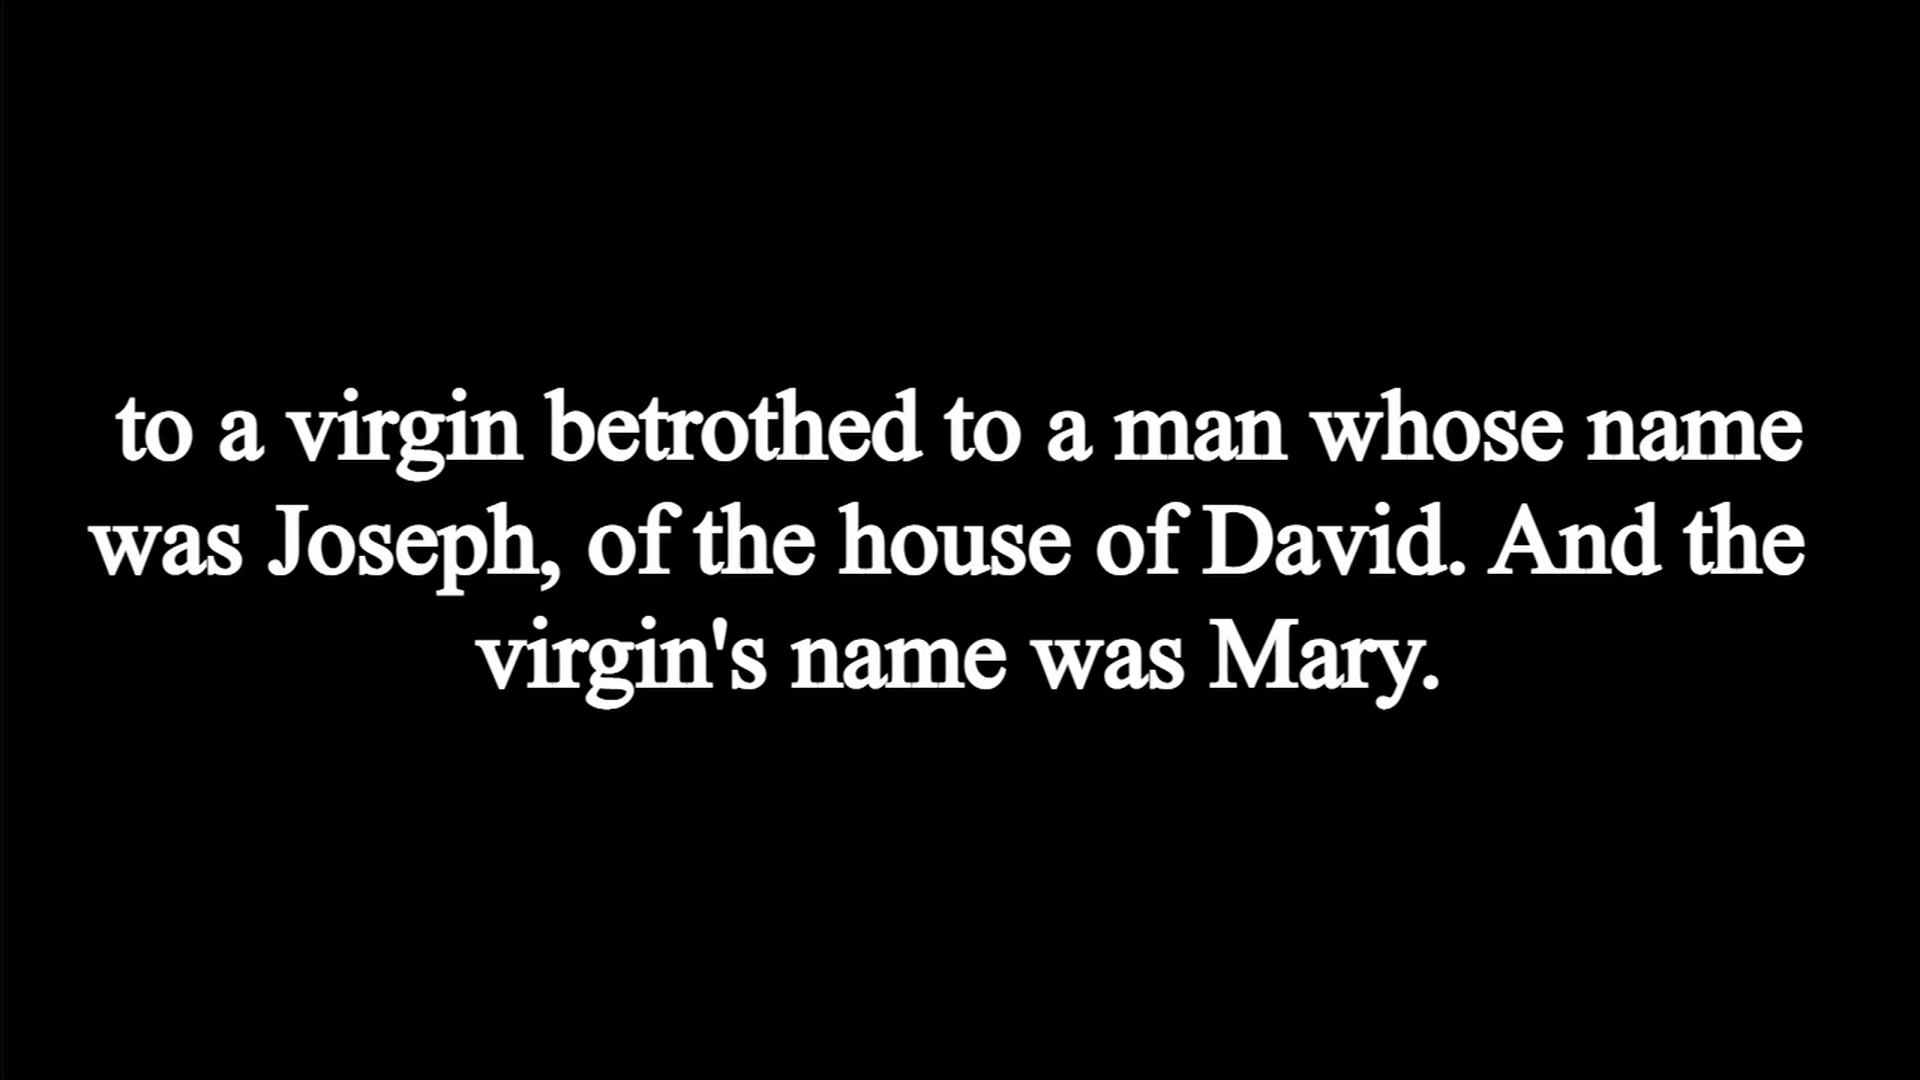 to a virgin betrothed to a man whose name
was Joseph, of the house of David. And the
virgin's name was Mary.